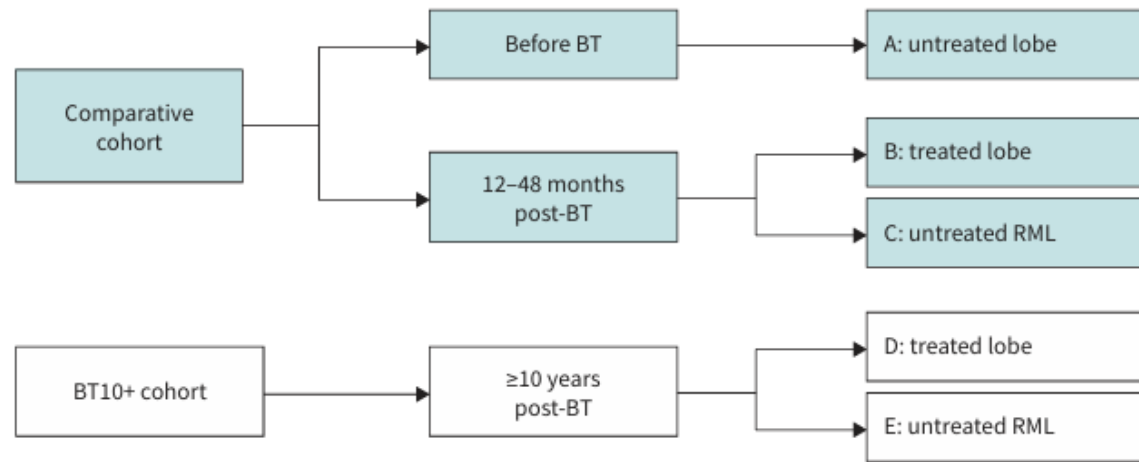 Before BT
A: untreated lobe
Comparative
cohort
B: treated lobe
12–48 months
post-BT
C: untreated RML
D: treated lobe
BT10+ cohort
≥10 years
post-BT
E: untreated RML